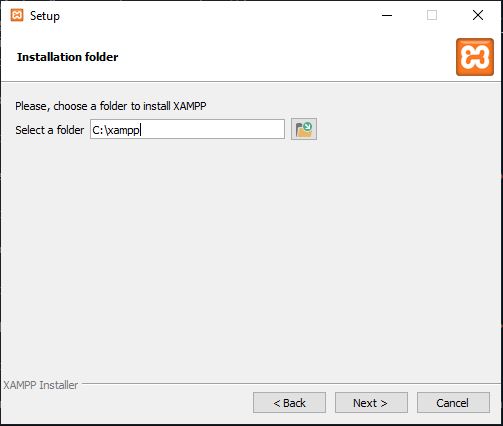 Setup
Installation folder
Please, choose a folder to install XAMPP
Select a folder C:\xampp
XAMPP Installer
< Back Next > Cancel